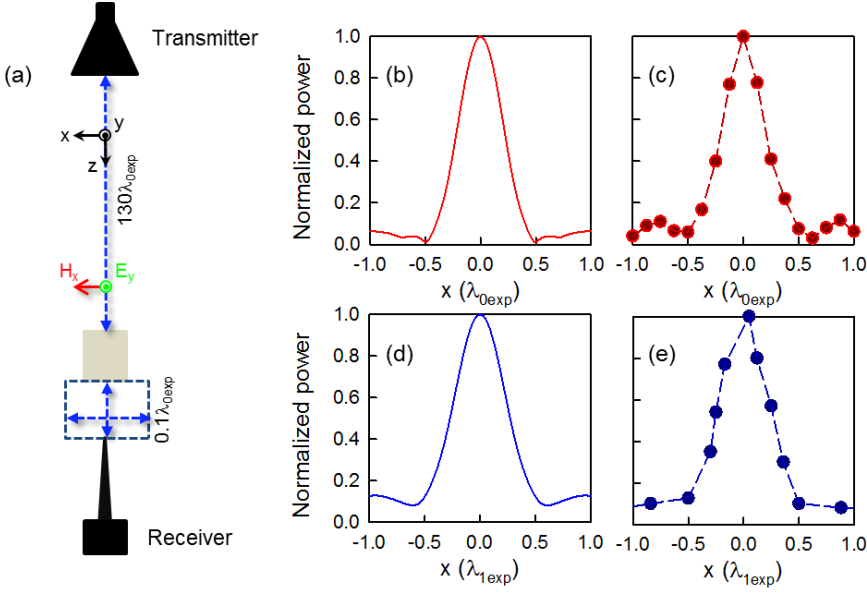 (a)
Transmitter
x
y
z
130λ0exp
Hx
Ey
0.1λ0exp
Receiver
(b)
Normalized power
1.0
0.8
0.6
0.4
0.2
0.0
-1.0 -0.5 0.0 0.5 1.0
x (λ0exp)
(c)
-1.0 -0.5 0.0 0.5 1.0
x (λ0exp)
(d)
Normalized power
1.0
0.8
0.6
0.4
0.2
0.0
-1.0 -0.5 0.0 0.5 1.0
x (λ1exp)
(e)
-1.0 -0.5 0.0 0.5 1.0
x (λ1exp)